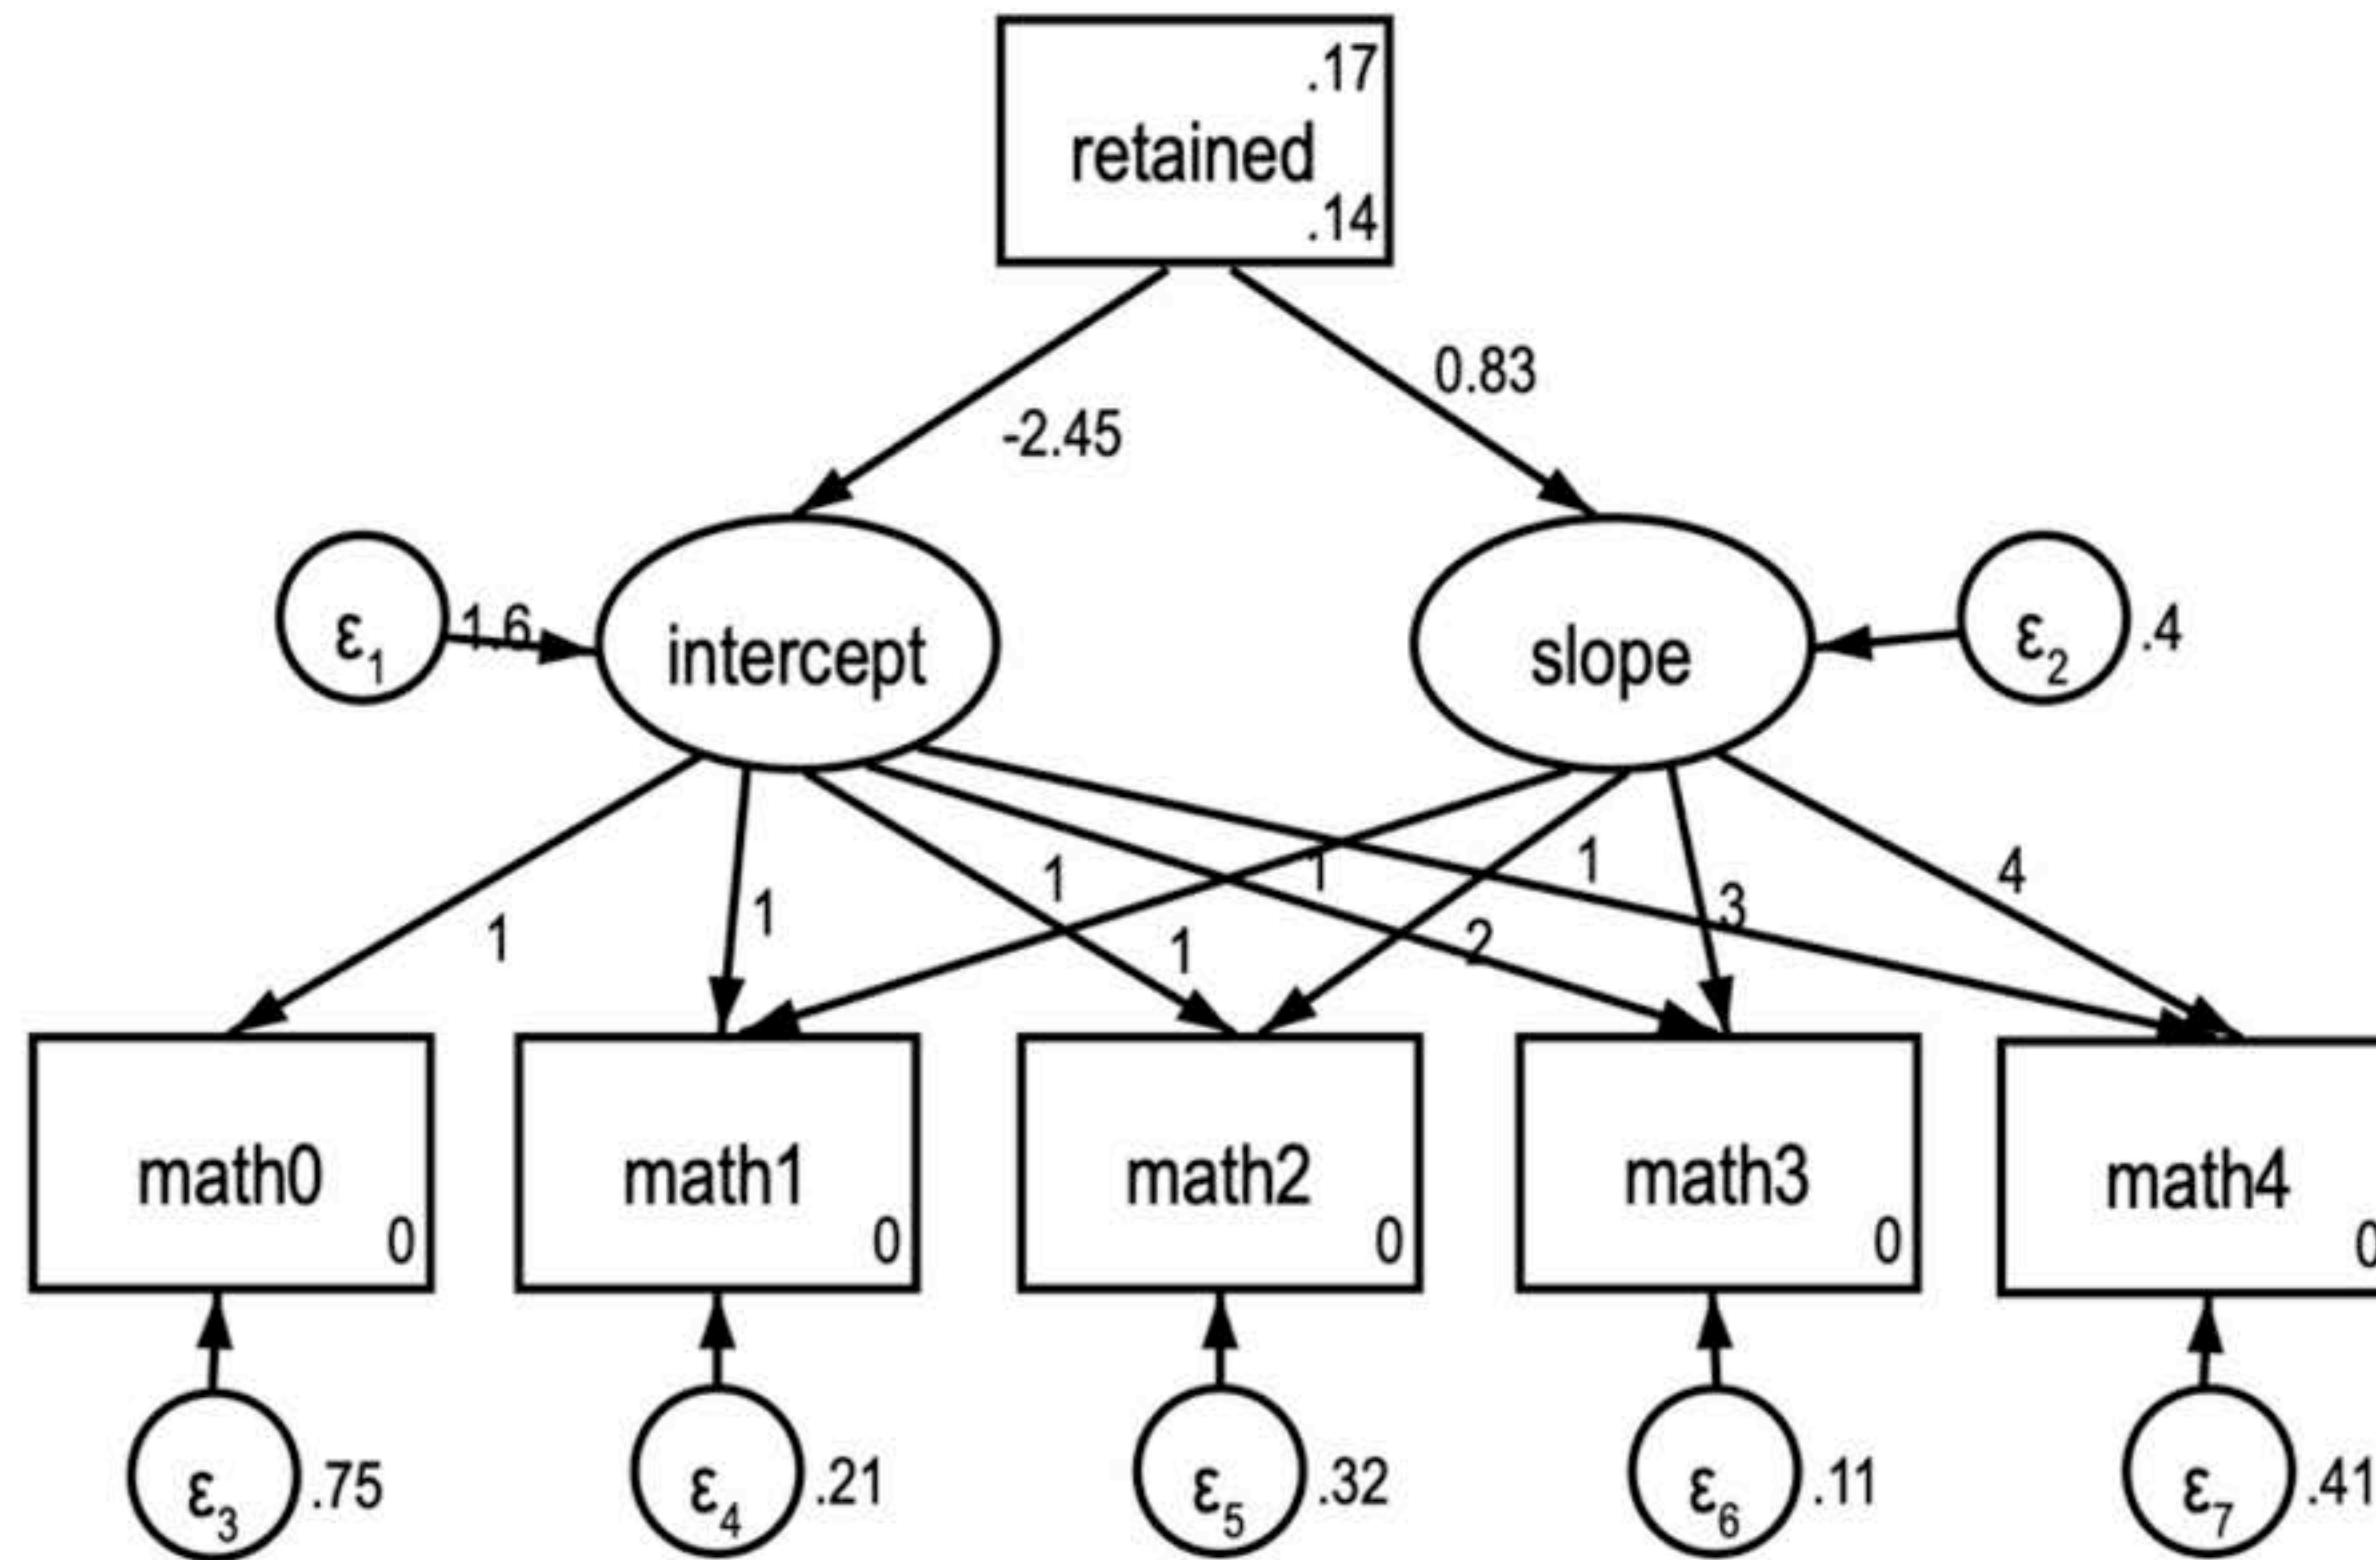 .17
retained
.14
0.83
-2.45
ε1
1.6
intercept
slope
ε2
.4
1
1
1
1
1
1
2
3
4
math0
0
math1
0
math2
0
math3
0
math4
0
ε3
.75
ε4
.21
ε5
.32
ε6
.11
ε7
.41